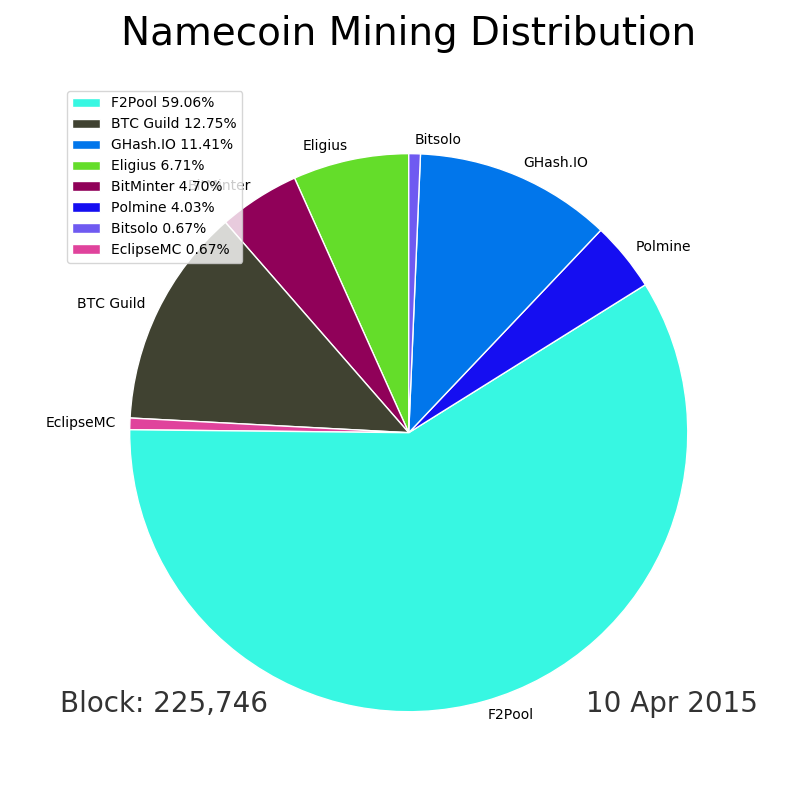 Namecoin Mining Distribution
F2Pool 59.06%
BTC Guild 12.75%
GHash.IO 11.41%
Eligius 6.71%
BitMinter 4.70%
Polmine 4.03%
Bitsolo 0.67%
EclipseMC 0.67%
Bitsolo
Eligius
GHash.IO
BitMinter
Polmine
BTC Guild
EclipseMC
F2Pool
Block: 225,746
10 Apr 2015